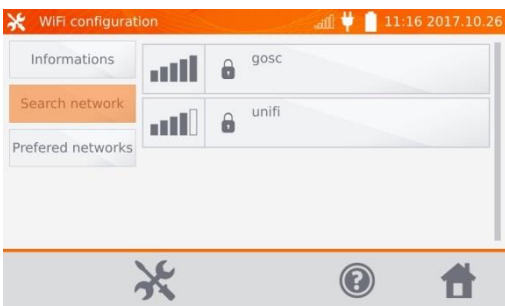 WiFi configuration 11:16 2017.10.26
Informations
gosc
Search network
unifi
Prefered networks
?